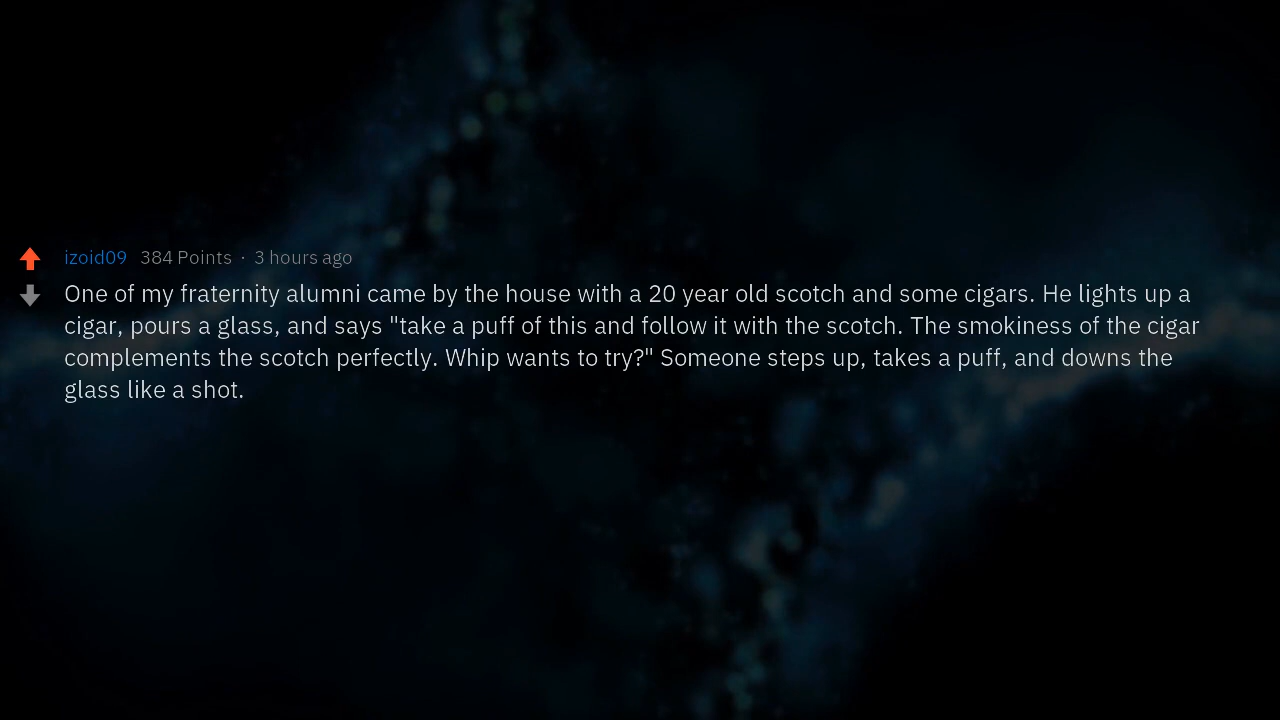 izoid09 384 Points · 3 hours ago
One of my fraternity alumni came by the house with a 20 year old scotch and some cigars. He lights up a
cigar, pours a glass, and says "take a puff of this and follow it with the scotch. The smokiness of the cigar
complements the scotch perfectly. Whip wants to try?" Someone steps up, takes a puff, and downs the
glass like a shot.